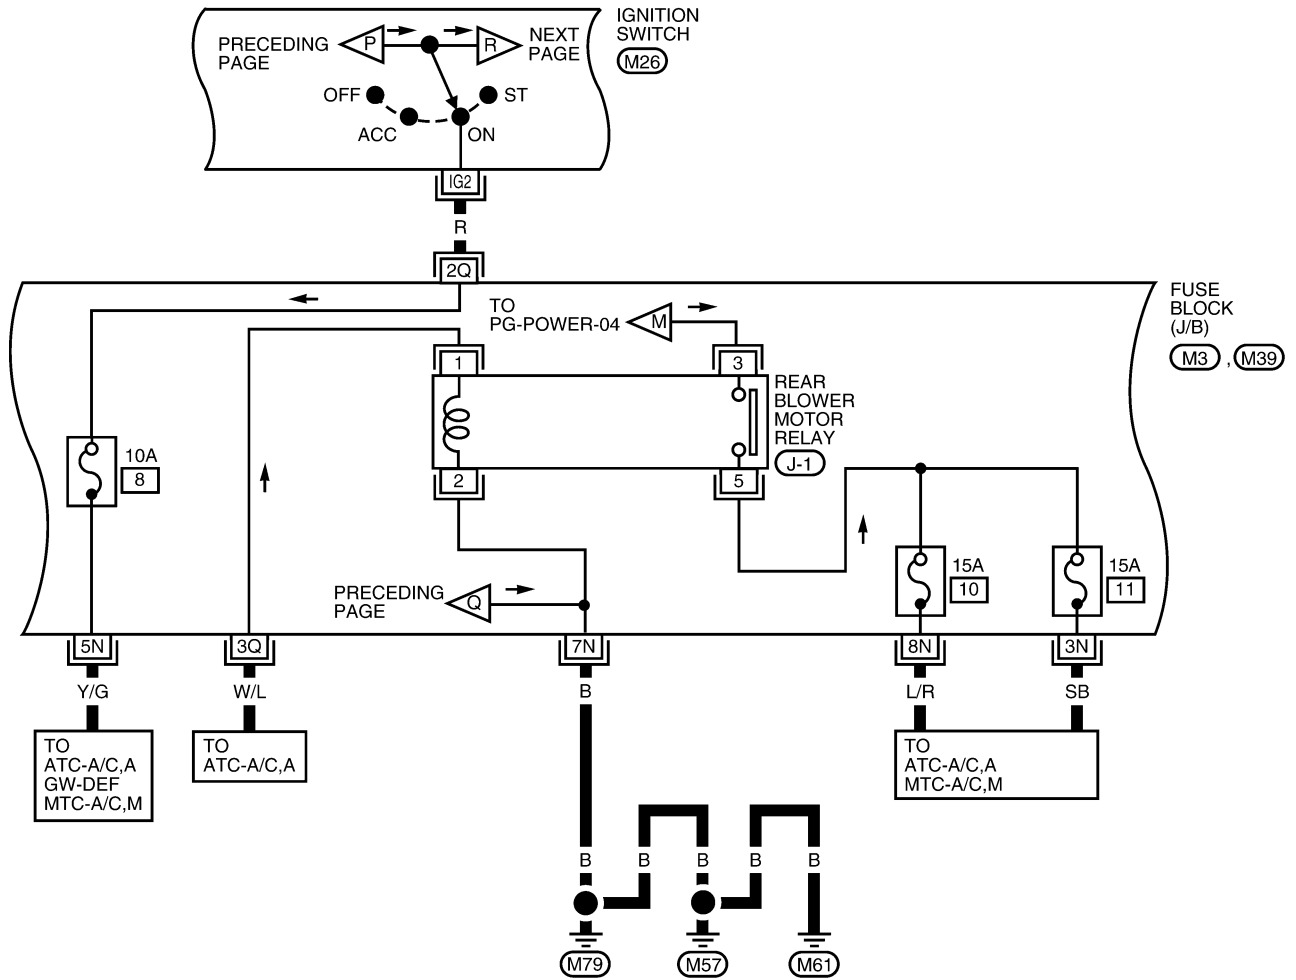 IGNITION
SWITCH
M26
PRECEDING
PAGE
P
R
NEXT
PAGE
OFF
ST
ACC
ON
IG2
R
2Q
FUSE
BLOCK
(J/B)
M3 , M39
TO
PG-POWER-04
M
1
3
REAR
BLOWER
MOTOR
RELAY
J-1
10A
8
2
5
15A
10
15A
11
PRECEDING
PAGE
Q
5N
3Q
7N
8N
3N
Y/G
W/L
B
L/R
SB
TO
ATC-A/C,A
GW-DEF
MTC-A/C,M
TO
ATC-A/C,A
TO
ATC-A/C,A
MTC-A/C,M
B
B
B
B
B
M79
M57
M61